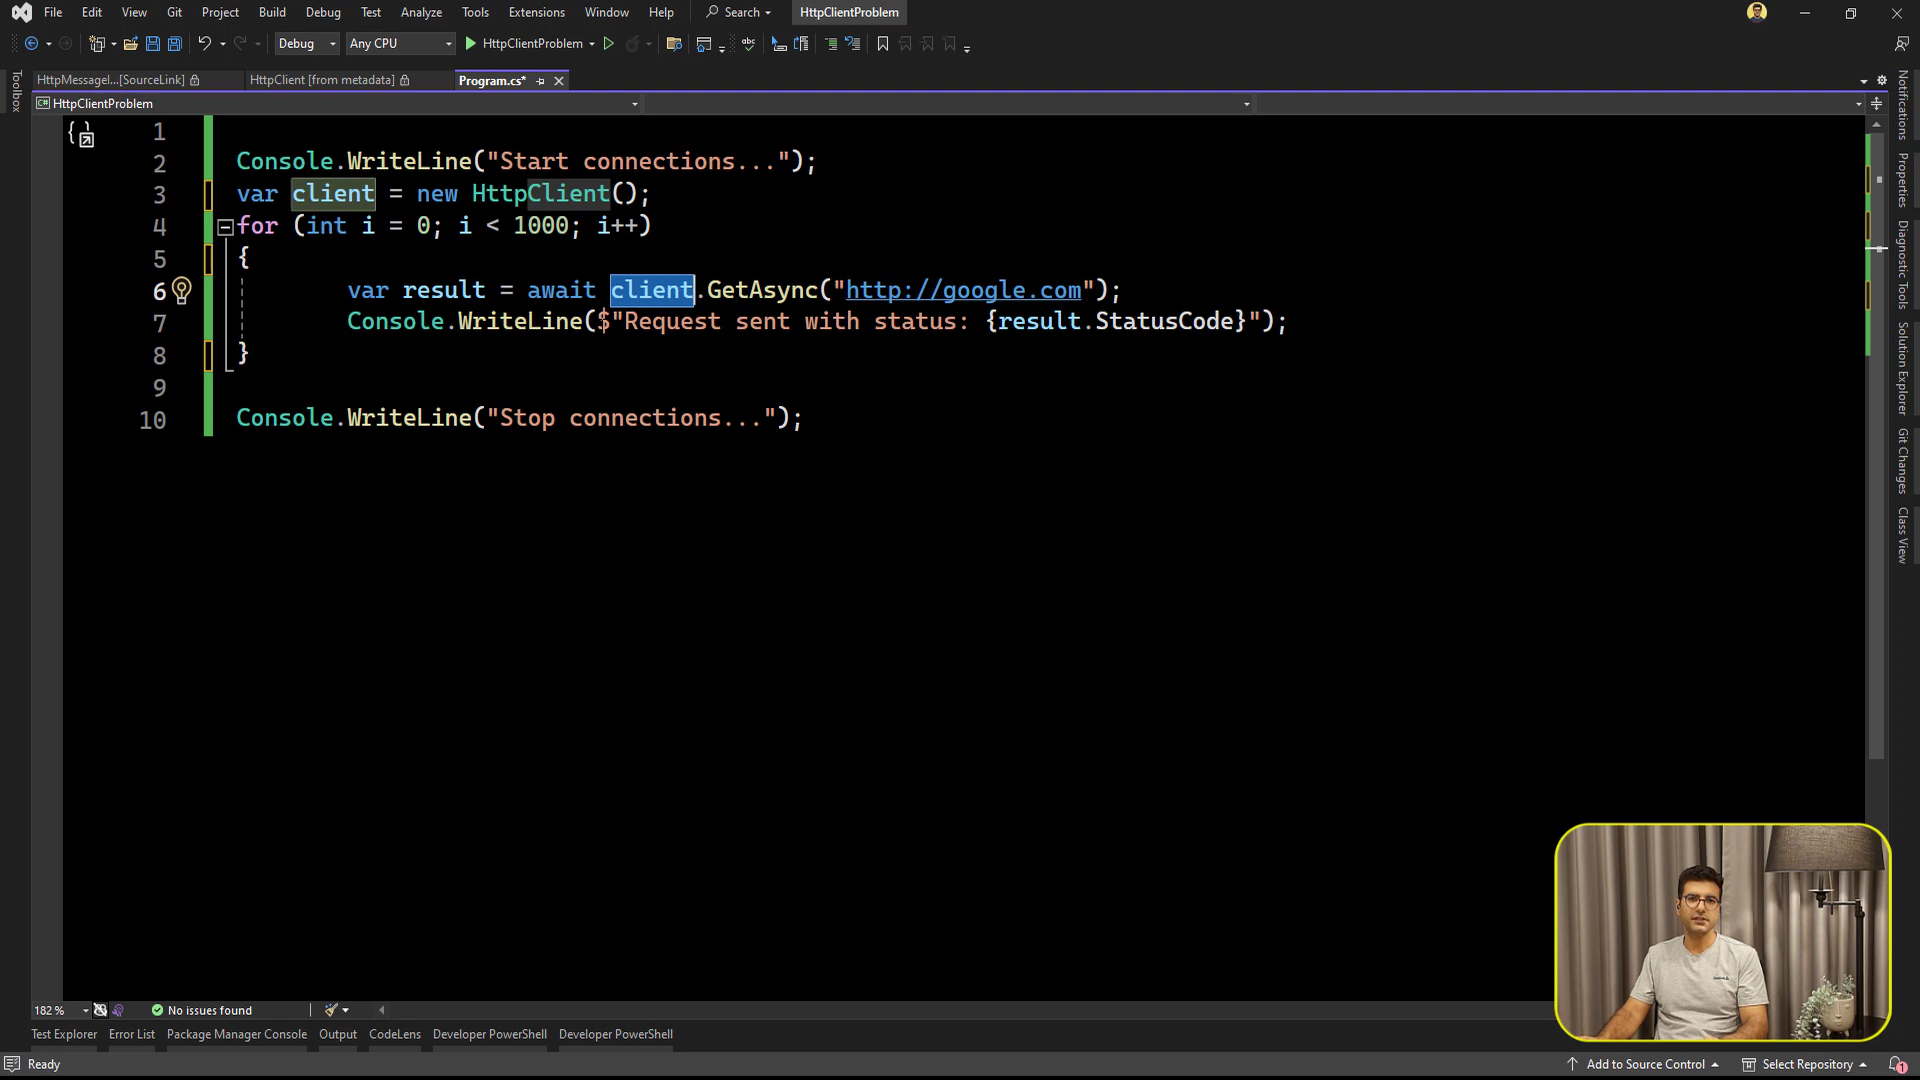 File Edit View Git Project Build Debug Test Analyze Tools Extensions Window Help Search HttpClientProblem
Debug Any CPU HttpClientProblem
HttpMessageI...[SourceLink] HttpClient [from metadata] Program.cs*
Toolbox
C# HttpClientProblem
1
2 Console.WriteLine("Start connections...");
3 var client = new HttpClient();
4 for (int i = 0; i < 1000; i++)
5 {
6 var result = await client.GetAsync("http://google.com");
7 Console.WriteLine($"Request sent with status: {result.StatusCode}");
8 }
9
10 Console.WriteLine("Stop connections...");
Notifications
Properties
Diagnostic Tools
Solution Explorer
Git Changes
Class View
182 % No issues found
Test Explorer Error List Package Manager Console Output CodeLens Developer PowerShell Developer PowerShell
Ready Add to Source Control Select Repository 1